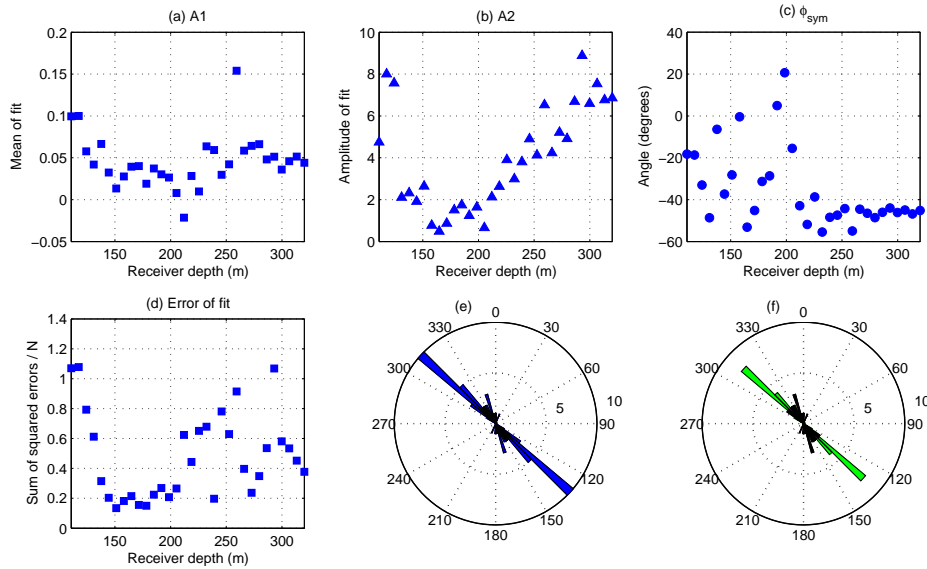 (a) A1
Mean of fit
0.2
0.15
0.1
0.05
0
−0.05
150 200 250 300
Receiver depth (m)
(b) A2
Amplitude of fit
10
8
6
4
2
0
150 200 250 300
Receiver depth (m)
(c) ϕsym
Angle (degrees)
40
20
0
−20
−40
−60
150 200 250 300
Receiver depth (m)
(d) Error of fit
Sum of squared errors / N
1.4
1.2
1
0.8
0.6
0.4
0.2
0
150 200 250 300
Receiver depth (m)
(e)
0
330 30
300 60
5 10
270 90
240 120
210 150
180
(f)
0
330 30
300 60
5 10
270 90
240 120
210 150
180